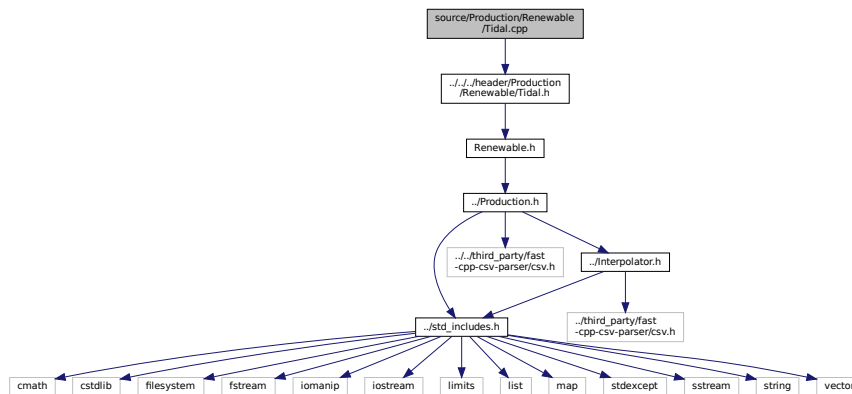 source/Production/Renewable
/Tidal.cpp
../../../header/Production
/Renewable/Tidal.h
Renewable.h
../Production.h
../../third_party/fast
-cpp-csv-parser/csv.h
../Interpolator.h
../std_includes.h
../third_party/fast
-cpp-csv-parser/csv.h
cmath
cstdlib
filesystem
fstream
iomanip
iostream
limits
list
map
stdexcept
sstream
string
vector